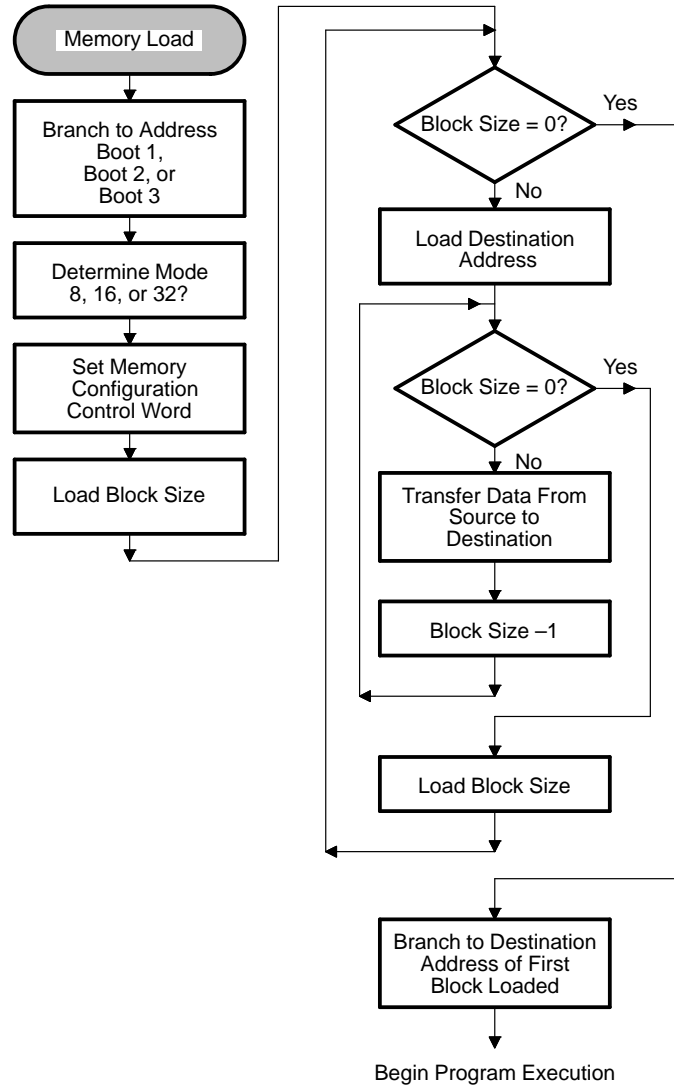 Memory Load
Branch to Address
Boot 1,
Boot 2, or
Boot 3
Determine Mode
8, 16, or 32?
Set Memory
Configuration
Control Word
Load Block Size
Block Size = 0?
Yes
No
Load Destination
Address
Block Size = 0?
Yes
No
Transfer Data From
Source to
Destination
Block Size –1
Load Block Size
Branch to Destination
Address of First
Block Loaded
Begin Program Execution